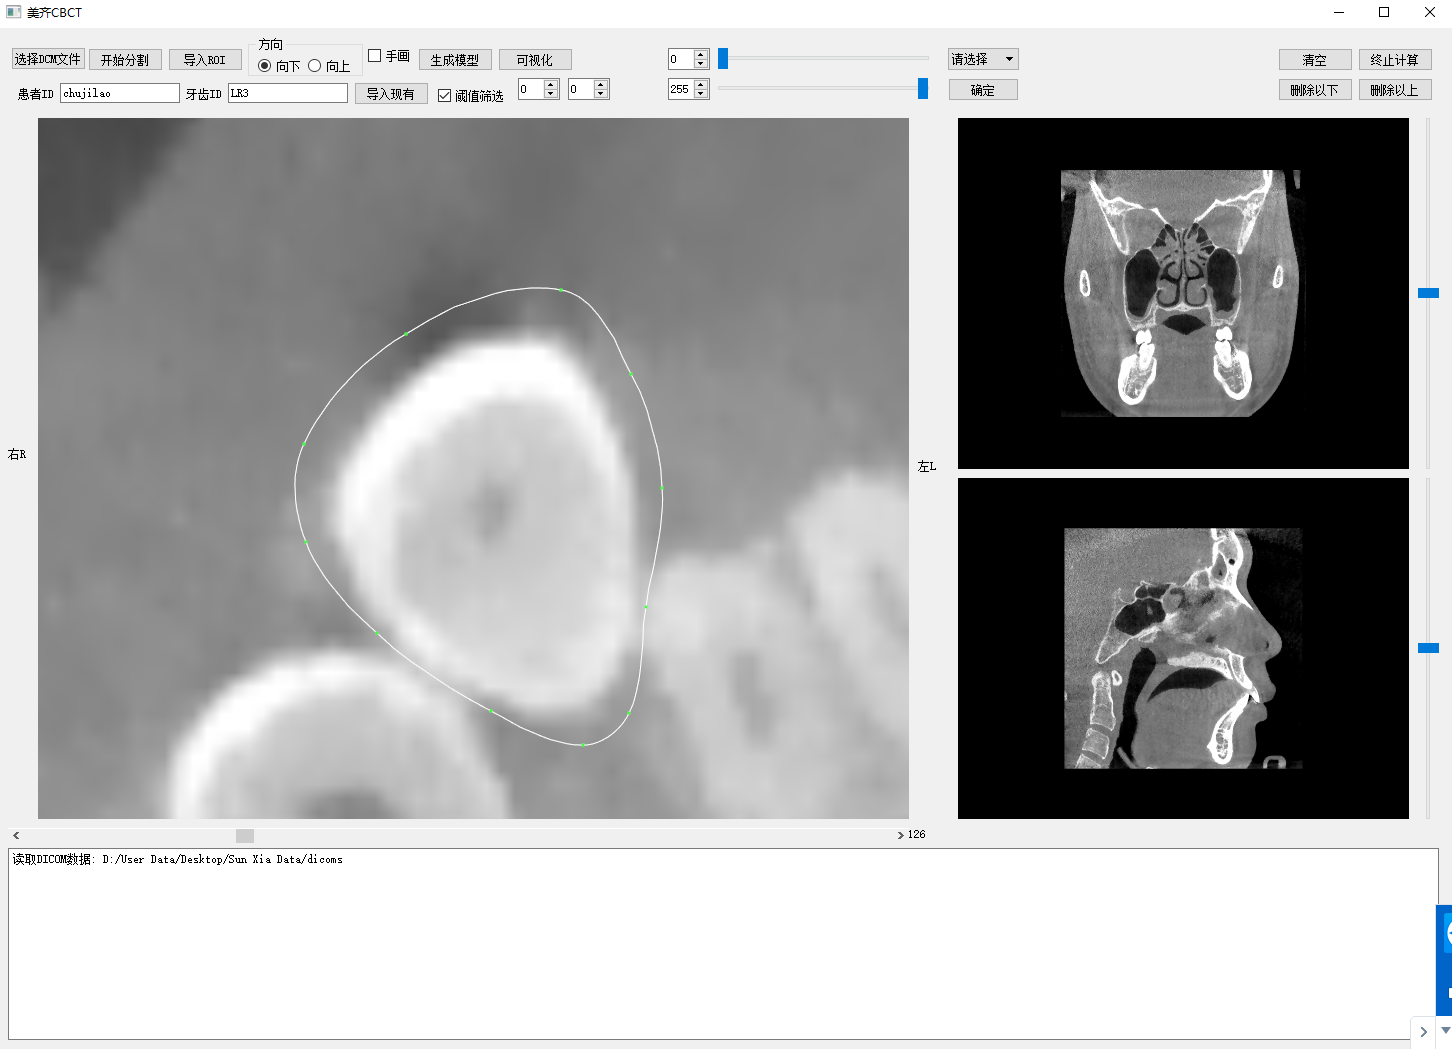 美齐CBCT
方向
选择DCM文件 开始分割 导入ROI 向下 向上 手画 生成模型 可视化 0 请选择 清空 终止计算
患者ID chujilao 牙齿ID LR3 导入现有 阈值筛选 0 0 255 确定 删除以下 删除以上
右R
左L
126
读取DICOM数据: D:/User Data/Desktop/Sun Xia Data/dicoms